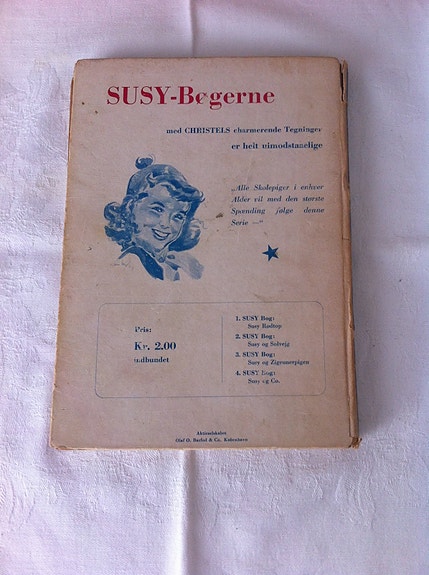 SUSY-Bøgerne
med CHRISTELS charmerende Tegninger
er helt uimodstaaelige
„Alle Skolepiger i enhver
Alder vil med den største
Spænding følge denne
Serie —“
Pris:
Kr. 2.00
indbundet
1. SUSY Bog:
Susy Rødtop
2. SUSY Bog:
Susy og Solvejg
3. SUSY Bog:
Susy og Zigeunerpigen
4. SUSY Bog:
Susy og Co.
Aktieselskabet
Olaf O. Barfod & Co. København